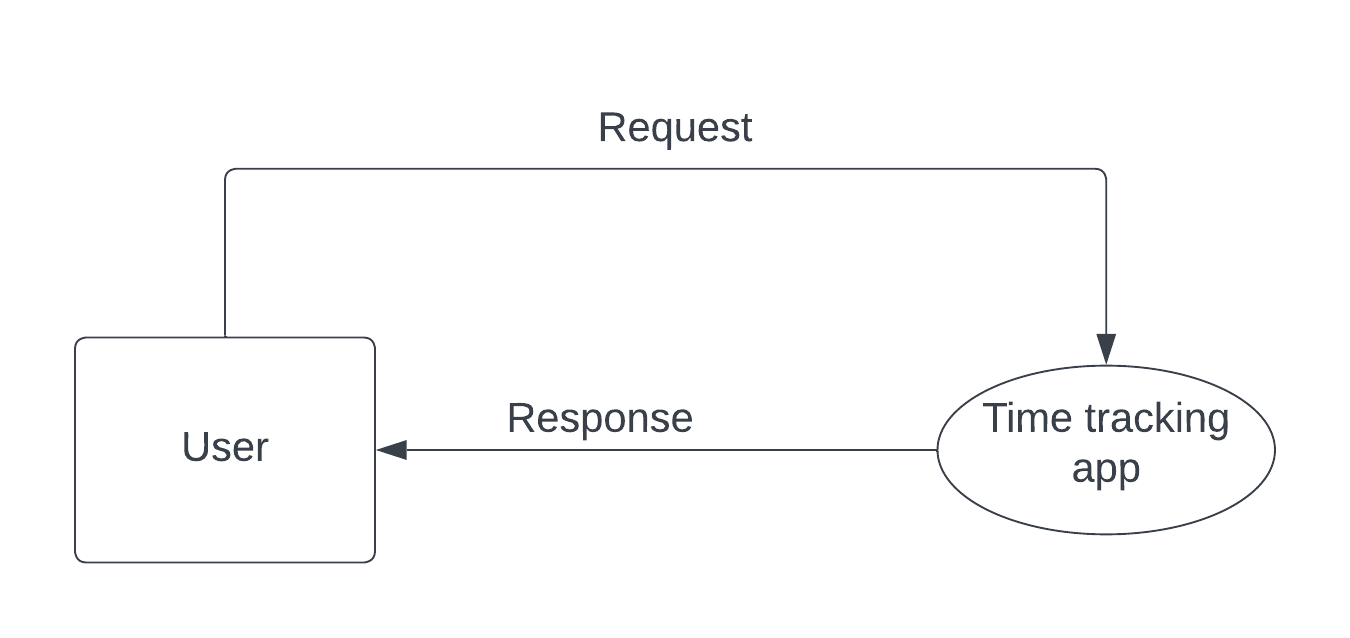 Request
Response
User
Time tracking
app